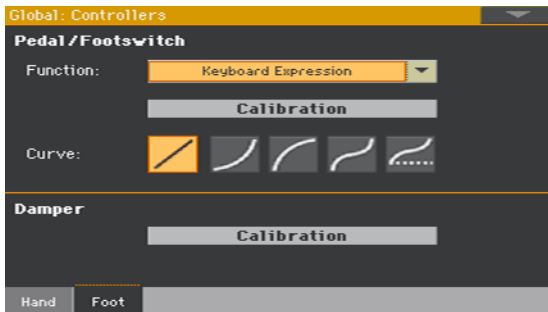 Global: Controllers
Pedal/Footswitch
Function:
Keyboard Expression
Calibration
Curve:
Damper
Calibration
Hand
Foot